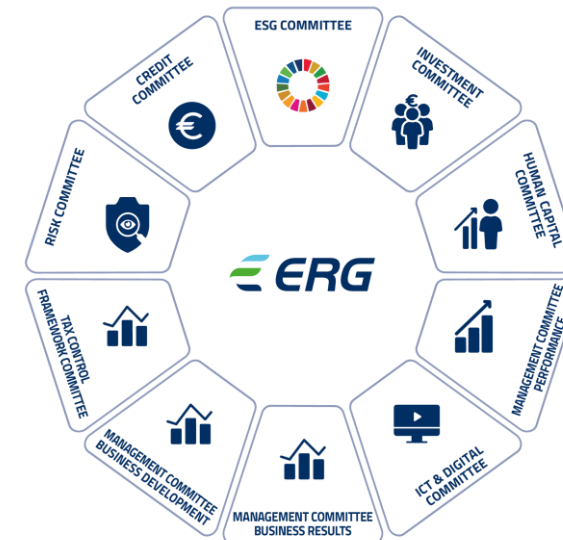 ESG COMMITTEE
INVESTMENT
COMMITTEE
HUMAN CAPITAL
COMMITTEE
MANAGEMENT COMMITTEE
PERFORMANCE
ICT & DIGITAL
COMMITTEE
MANAGEMENT COMMITTEE
BUSINESS RESULTS
MANAGEMENT COMMITTEE
BUSINESS DEVELOPMENT
TAX CONTROL
FRAMEWORK COMMITTEE
RISK COMMITTEE
CREDIT
COMMITTEE
€
€
ERG